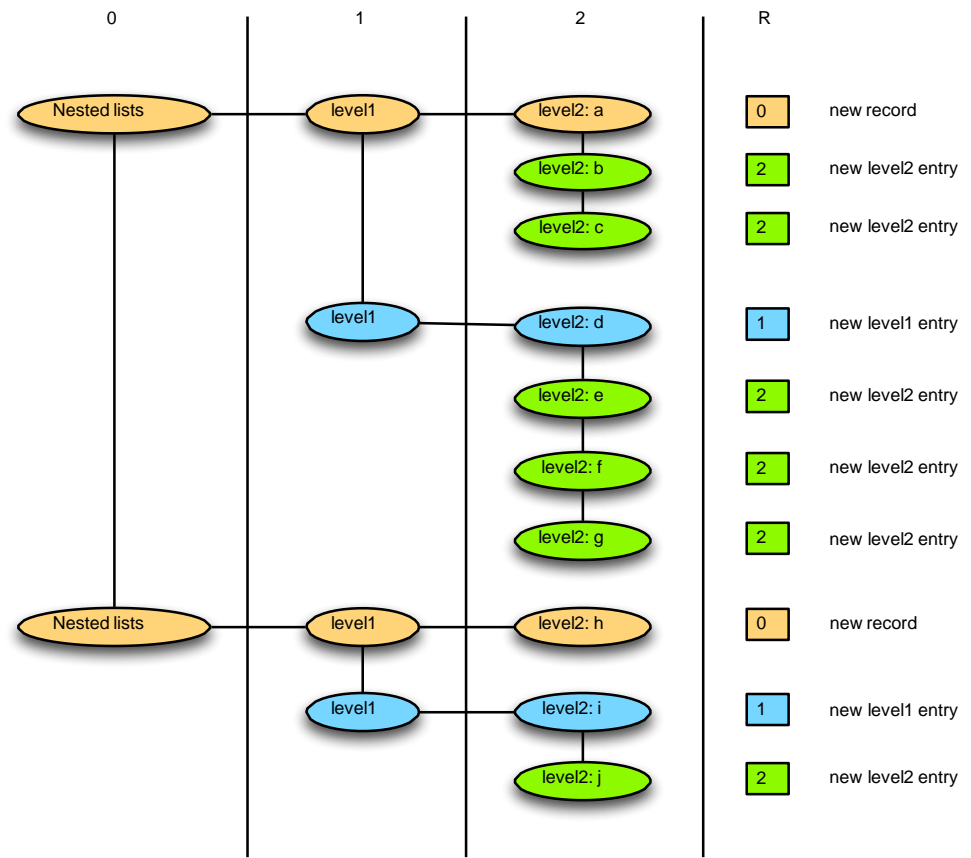 0 1 2 R
Nested lists level1 level2: a 0 new record
level2: b 2 new level2 entry
level2: c 2 new level2 entry
level1 level2: d 1 new level1 entry
level2: e 2 new level2 entry
level2: f 2 new level2 entry
level2: g 2 new level2 entry
Nested lists level1 level2: h 0 new record
level1 level2: i 1 new level1 entry
level2: j 2 new level2 entry